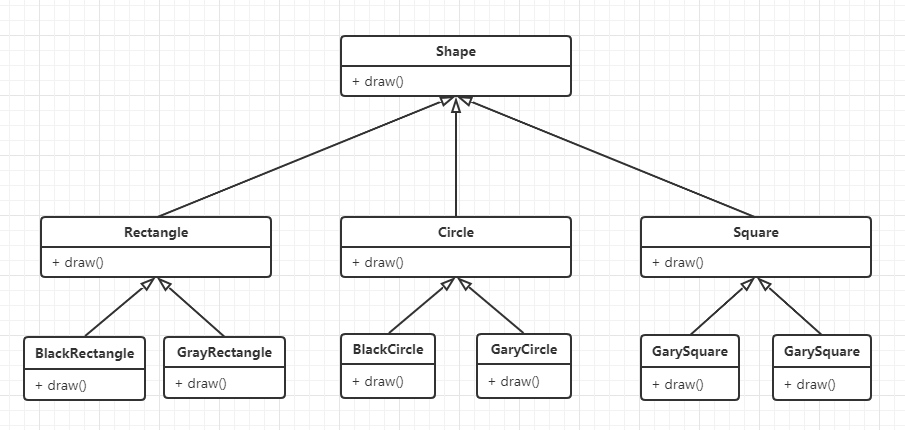 Shape
+ draw()
Rectangle
+ draw()
Circle
+ draw()
Square
+ draw()
BlackRectangle
+ draw()
GrayRectangle
+ draw()
BlackCircle
+ draw()
GaryCircle
+ draw()
GarySquare
+ draw()
GarySquare
+ draw()